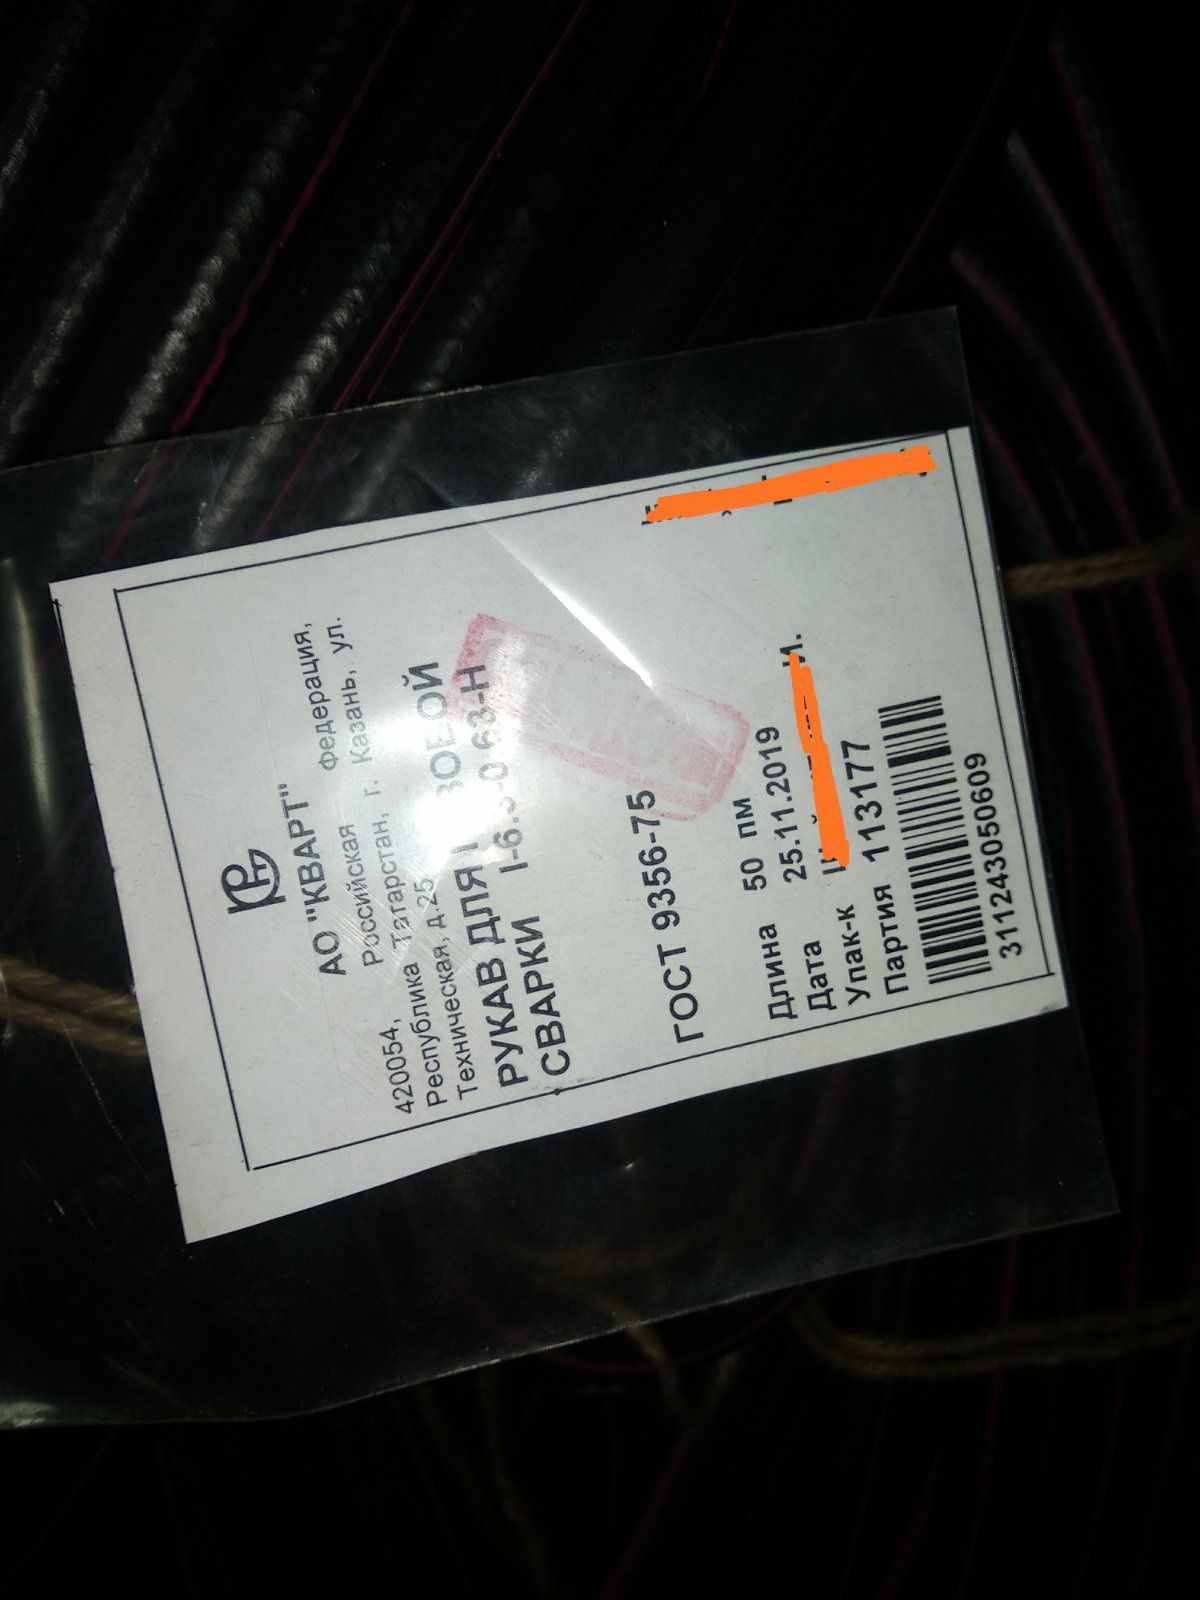 АО "КВАРТ"
Российская Федерация,
420054, Республика Татарстан, г. Казань, ул.
Техническая, д.25
РУКАВ ДЛЯ
СВАРКИ
ГОСТ 9356-75
Длина 50 пм
Дата 25.11.2019
Упак-к И.
Партия 113177
31124305050609